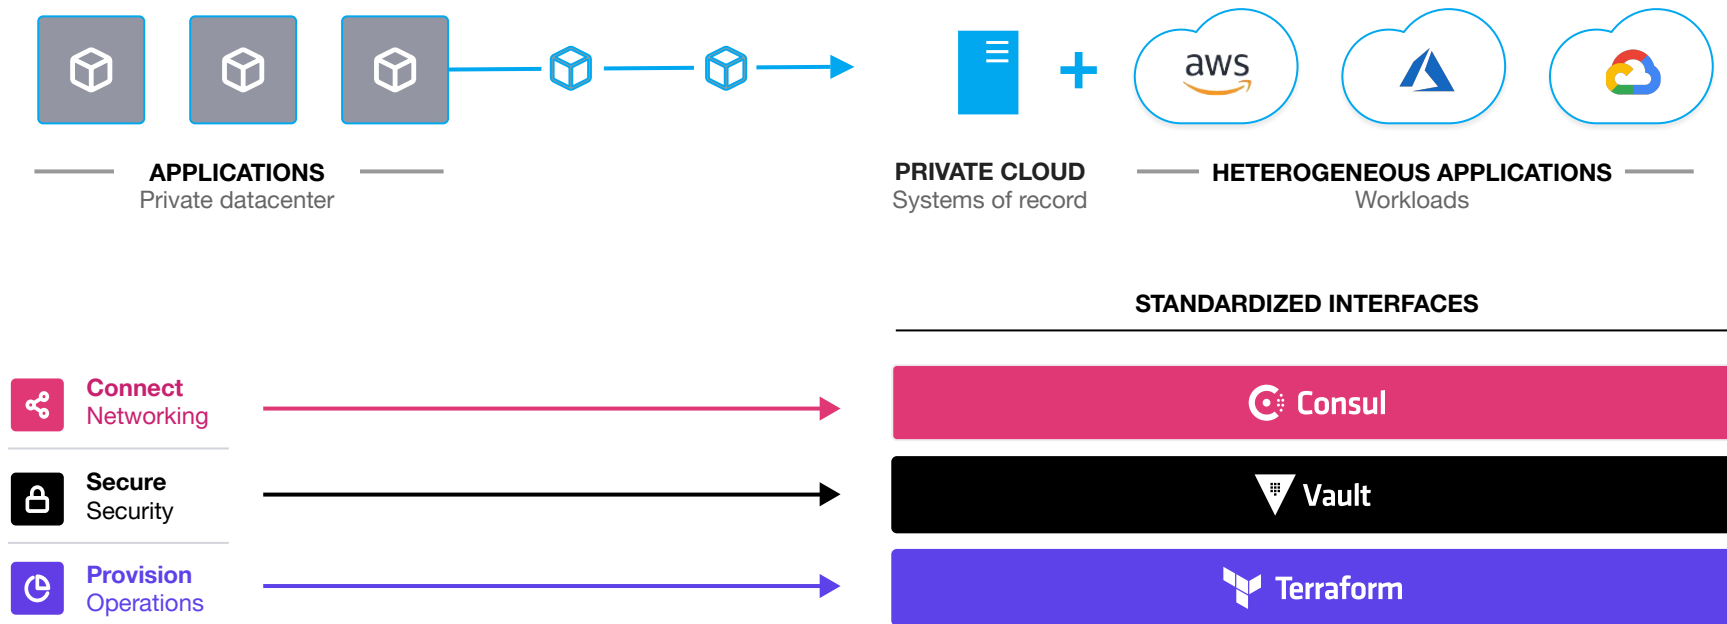 aws
APPLICATIONS
Private datacenter
PRIVATE CLOUD
Systems of record
HETEROGENEOUS APPLICATIONS
Workloads
STANDARDIZED INTERFACES
Connect
Networking
Consul
Secure
Security
Vault
Provision
Operations
Terraform